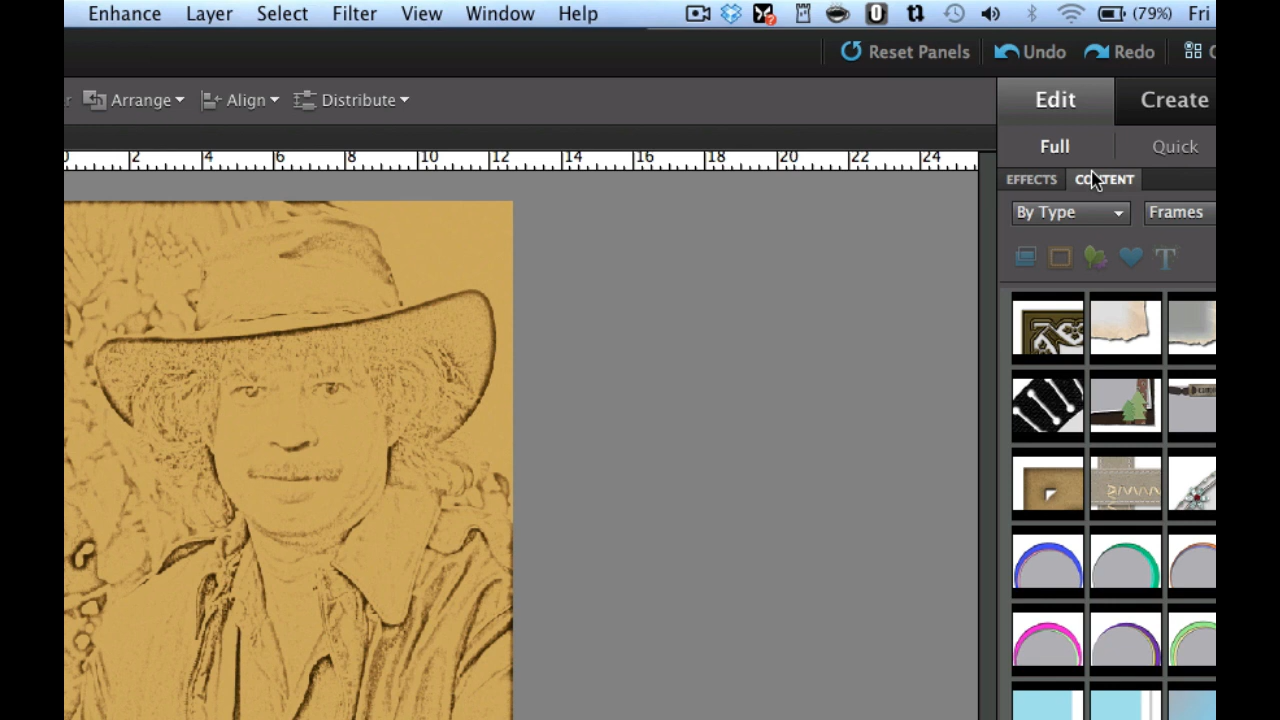 Enhance Layer Select Filter View Window Help (79%) Fri
Reset Panels Undo Redo
Arrange Align Distribute
Edit Create
Full Quick
2 4 6 8 10 12 14 16 18 20 22 24
EFFECTS CONTENT
By Type Frames
T